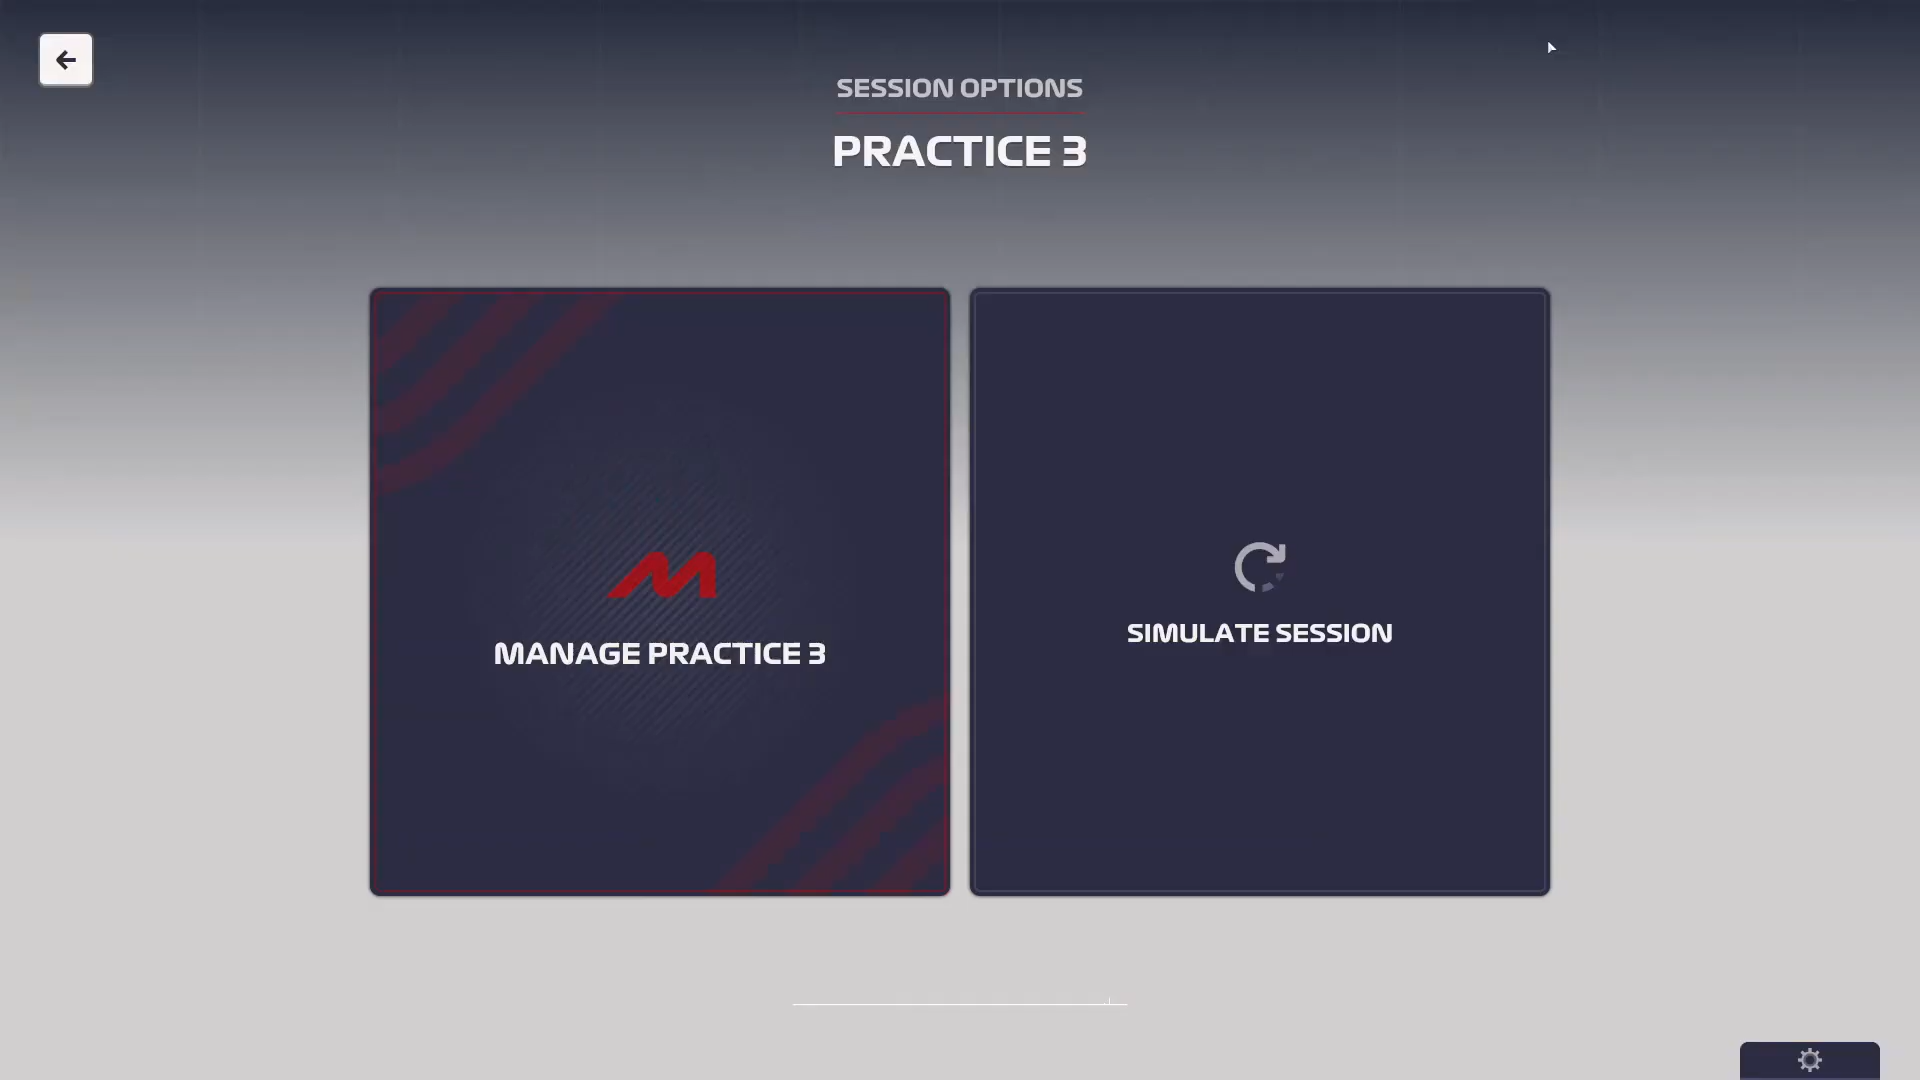 SESSION OPTIONS
PRACTICE 3
MANAGE PRACTICE 3
SIMULATE SESSION